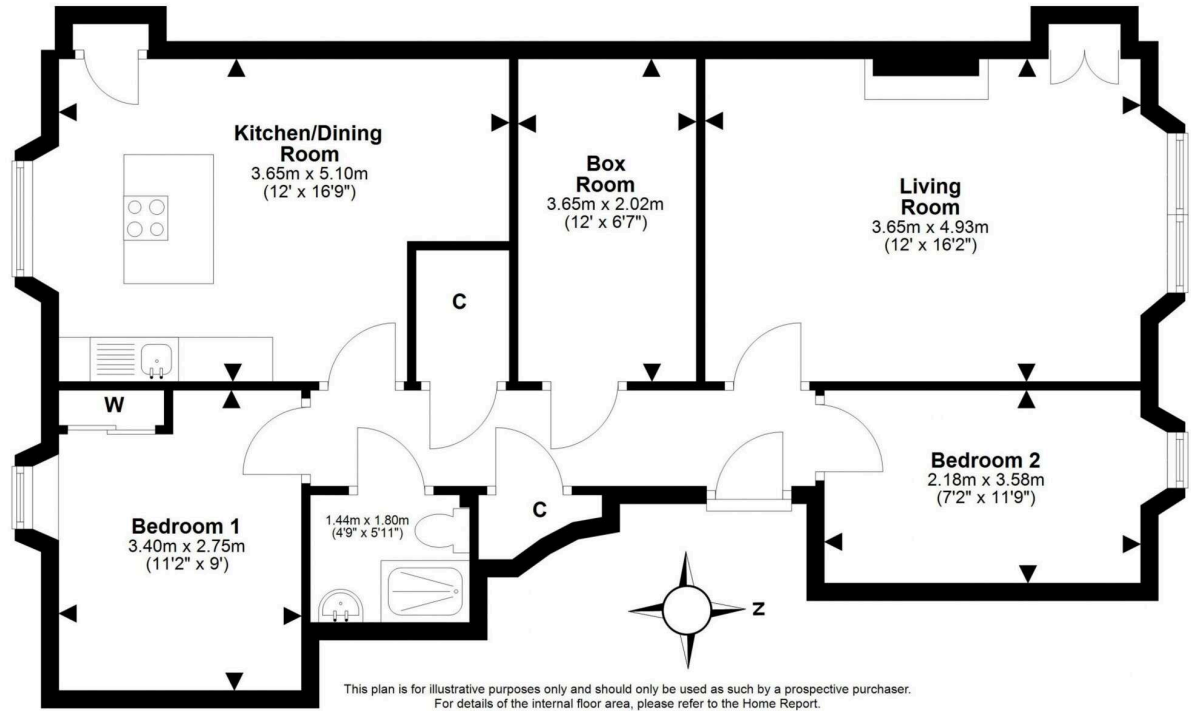 Kitchen/Dining
Room
3.65m x 5.10m
(12' x 16'9")
Box
Room
3.65m x 2.02m
(12' x 6'7")
Living
Room
3.65m x 4.93m
(12' x 16'2")
C
W
Bedroom 1
3.40m x 2.75m
(11'2" x 9')
1.44m x 1.80m
(4'9" x 5'11")
C
Bedroom 2
2.18m x 3.58m
(7'2" x 11'9")
N
This plan is for illustrative purposes only and should only be used as such by a prospective purchaser.
For details of the internal floor area, please refer to the Home Report.